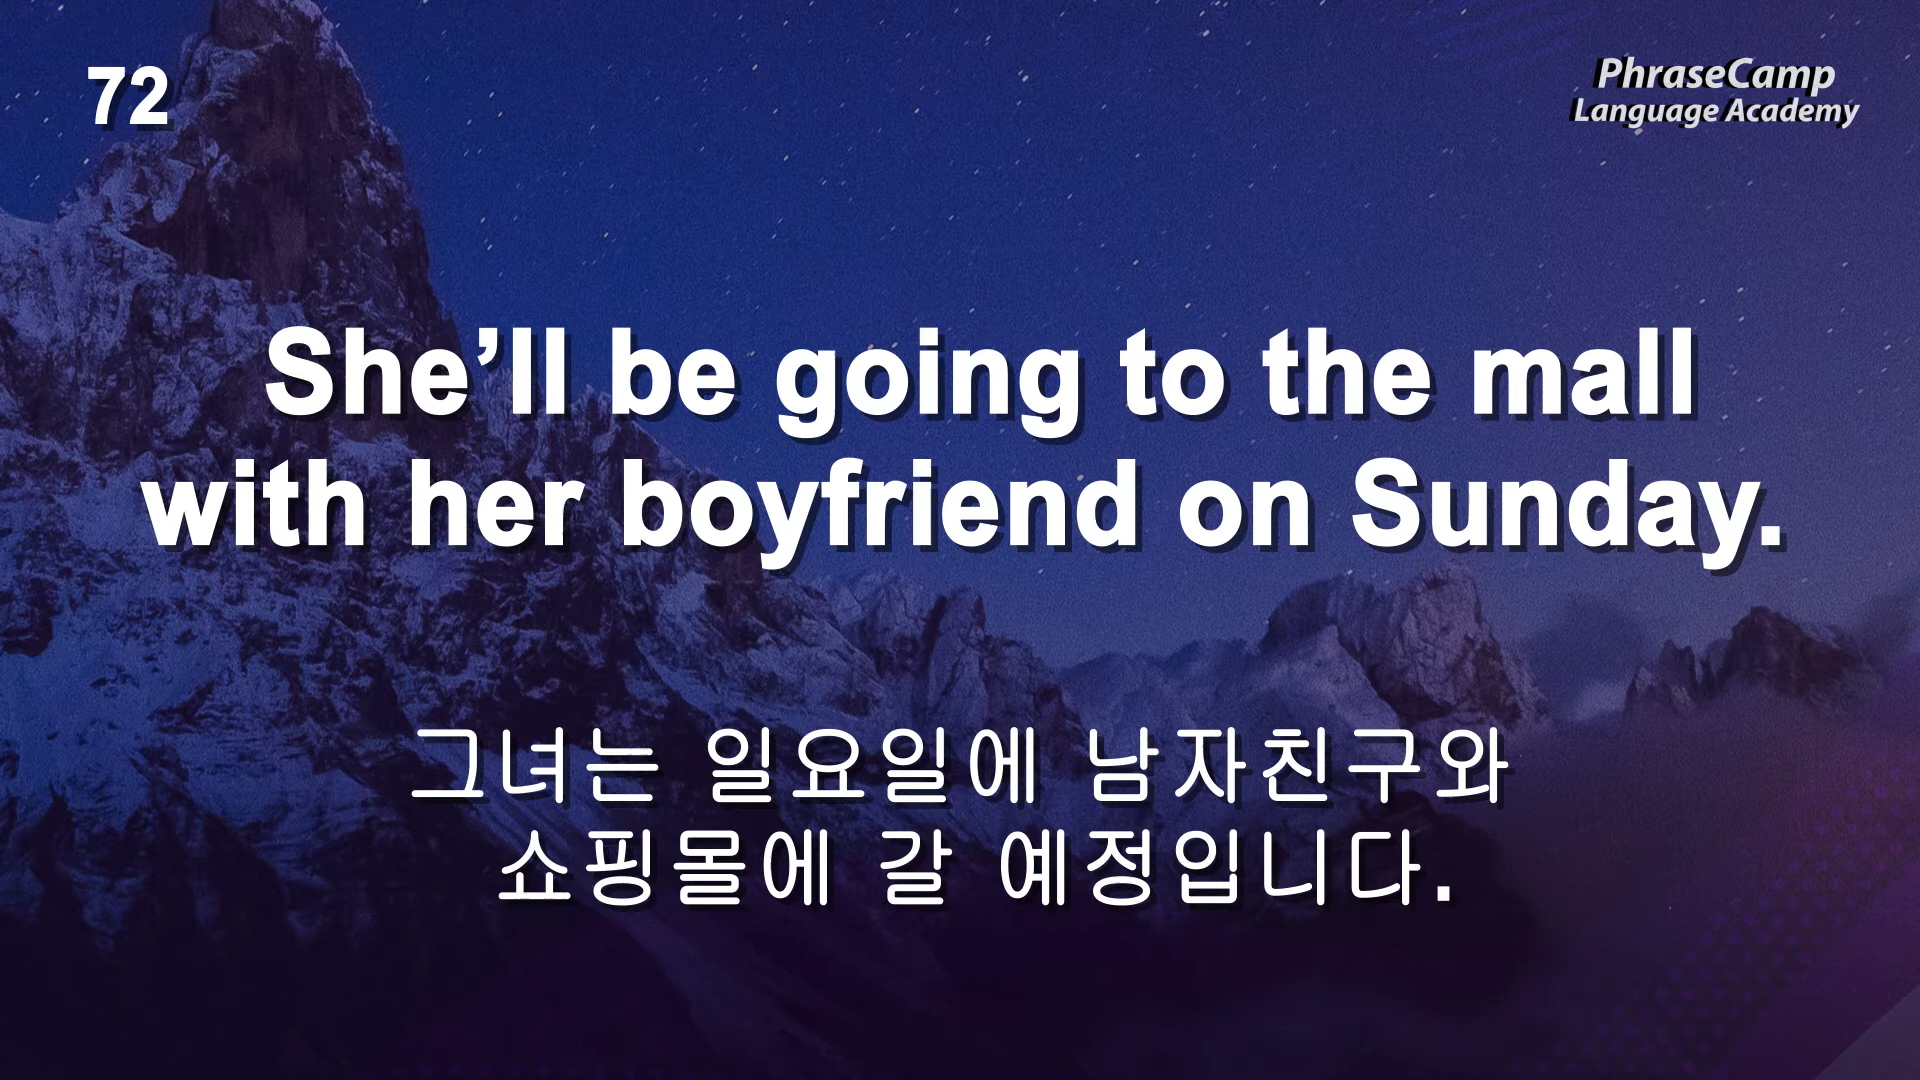 72
PhraseCamp
Language Academy
She’ll be going to the mall
with her boyfriend on Sunday.
그녀는 일요일에 남자친구와
쇼핑몰에 갈 예정입니다.